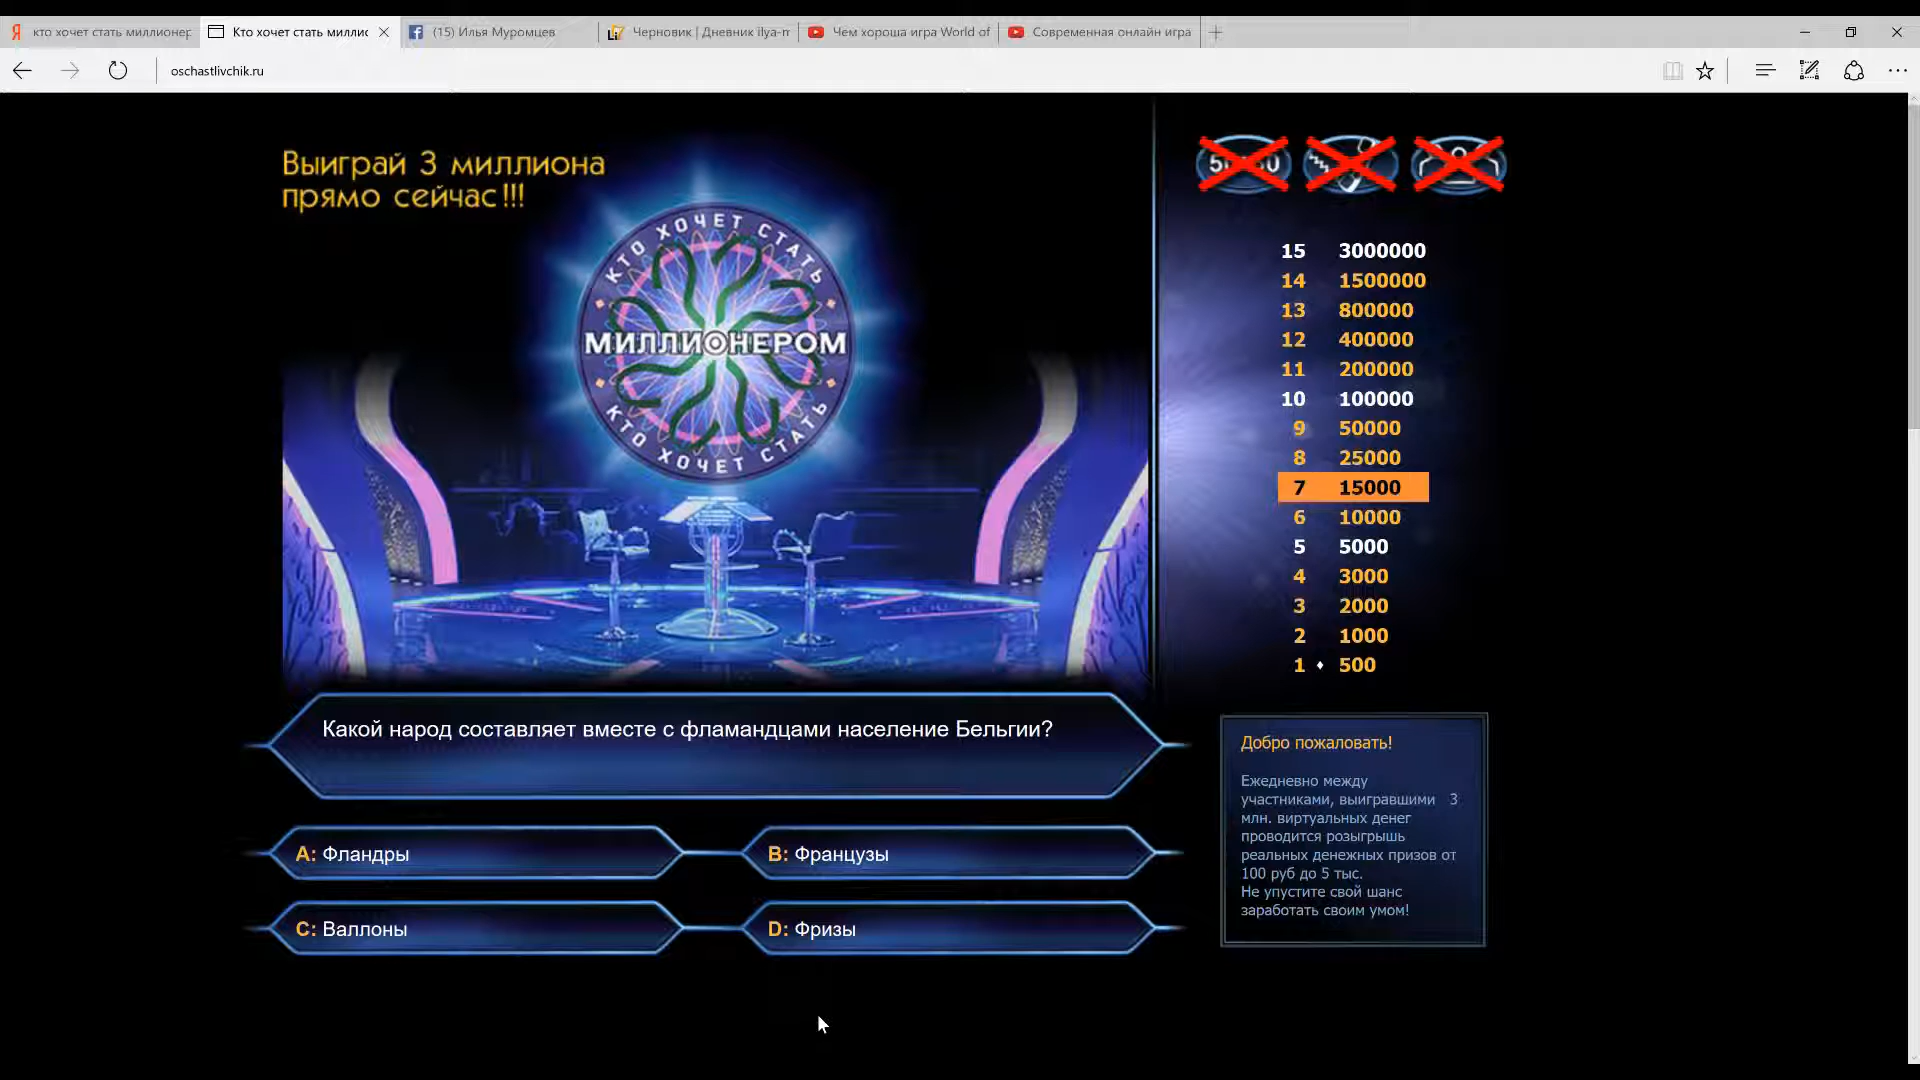 Я кто хочет стать миллионер
Кто хочет стать миллис
(15) Илья Муромцев
Черновик | Дневник ilya-m
Чем хороша игра World of
Современная онлайн игра
oschastlivchik.ru
Выиграй 3 миллиона
прямо сейчас!!!
КТО ХОЧЕТ СТАТЬ
МИЛЛИОНЕРОМ
КТО ХОЧЕТ СТАТЬ
15 3000000
14 1500000
13 800000
12 400000
11 200000
10 100000
9 50000
8 25000
7 15000
6 10000
5 5000
4 3000
3 2000
2 1000
1 ♦ 500
Какой народ составляет вместе с фламандцами население Бельгии?
A: Фландры
B: Французы
C: Валлоны
D: Фризы
Добро пожаловать!
Ежедневно между
участниками, выигравшими 3
млн. виртуальных денег
проводится розыгрышь
реальных денежных призов от
100 руб до 5 тыс.
Не упустите свой шанс
заработать своим умом!